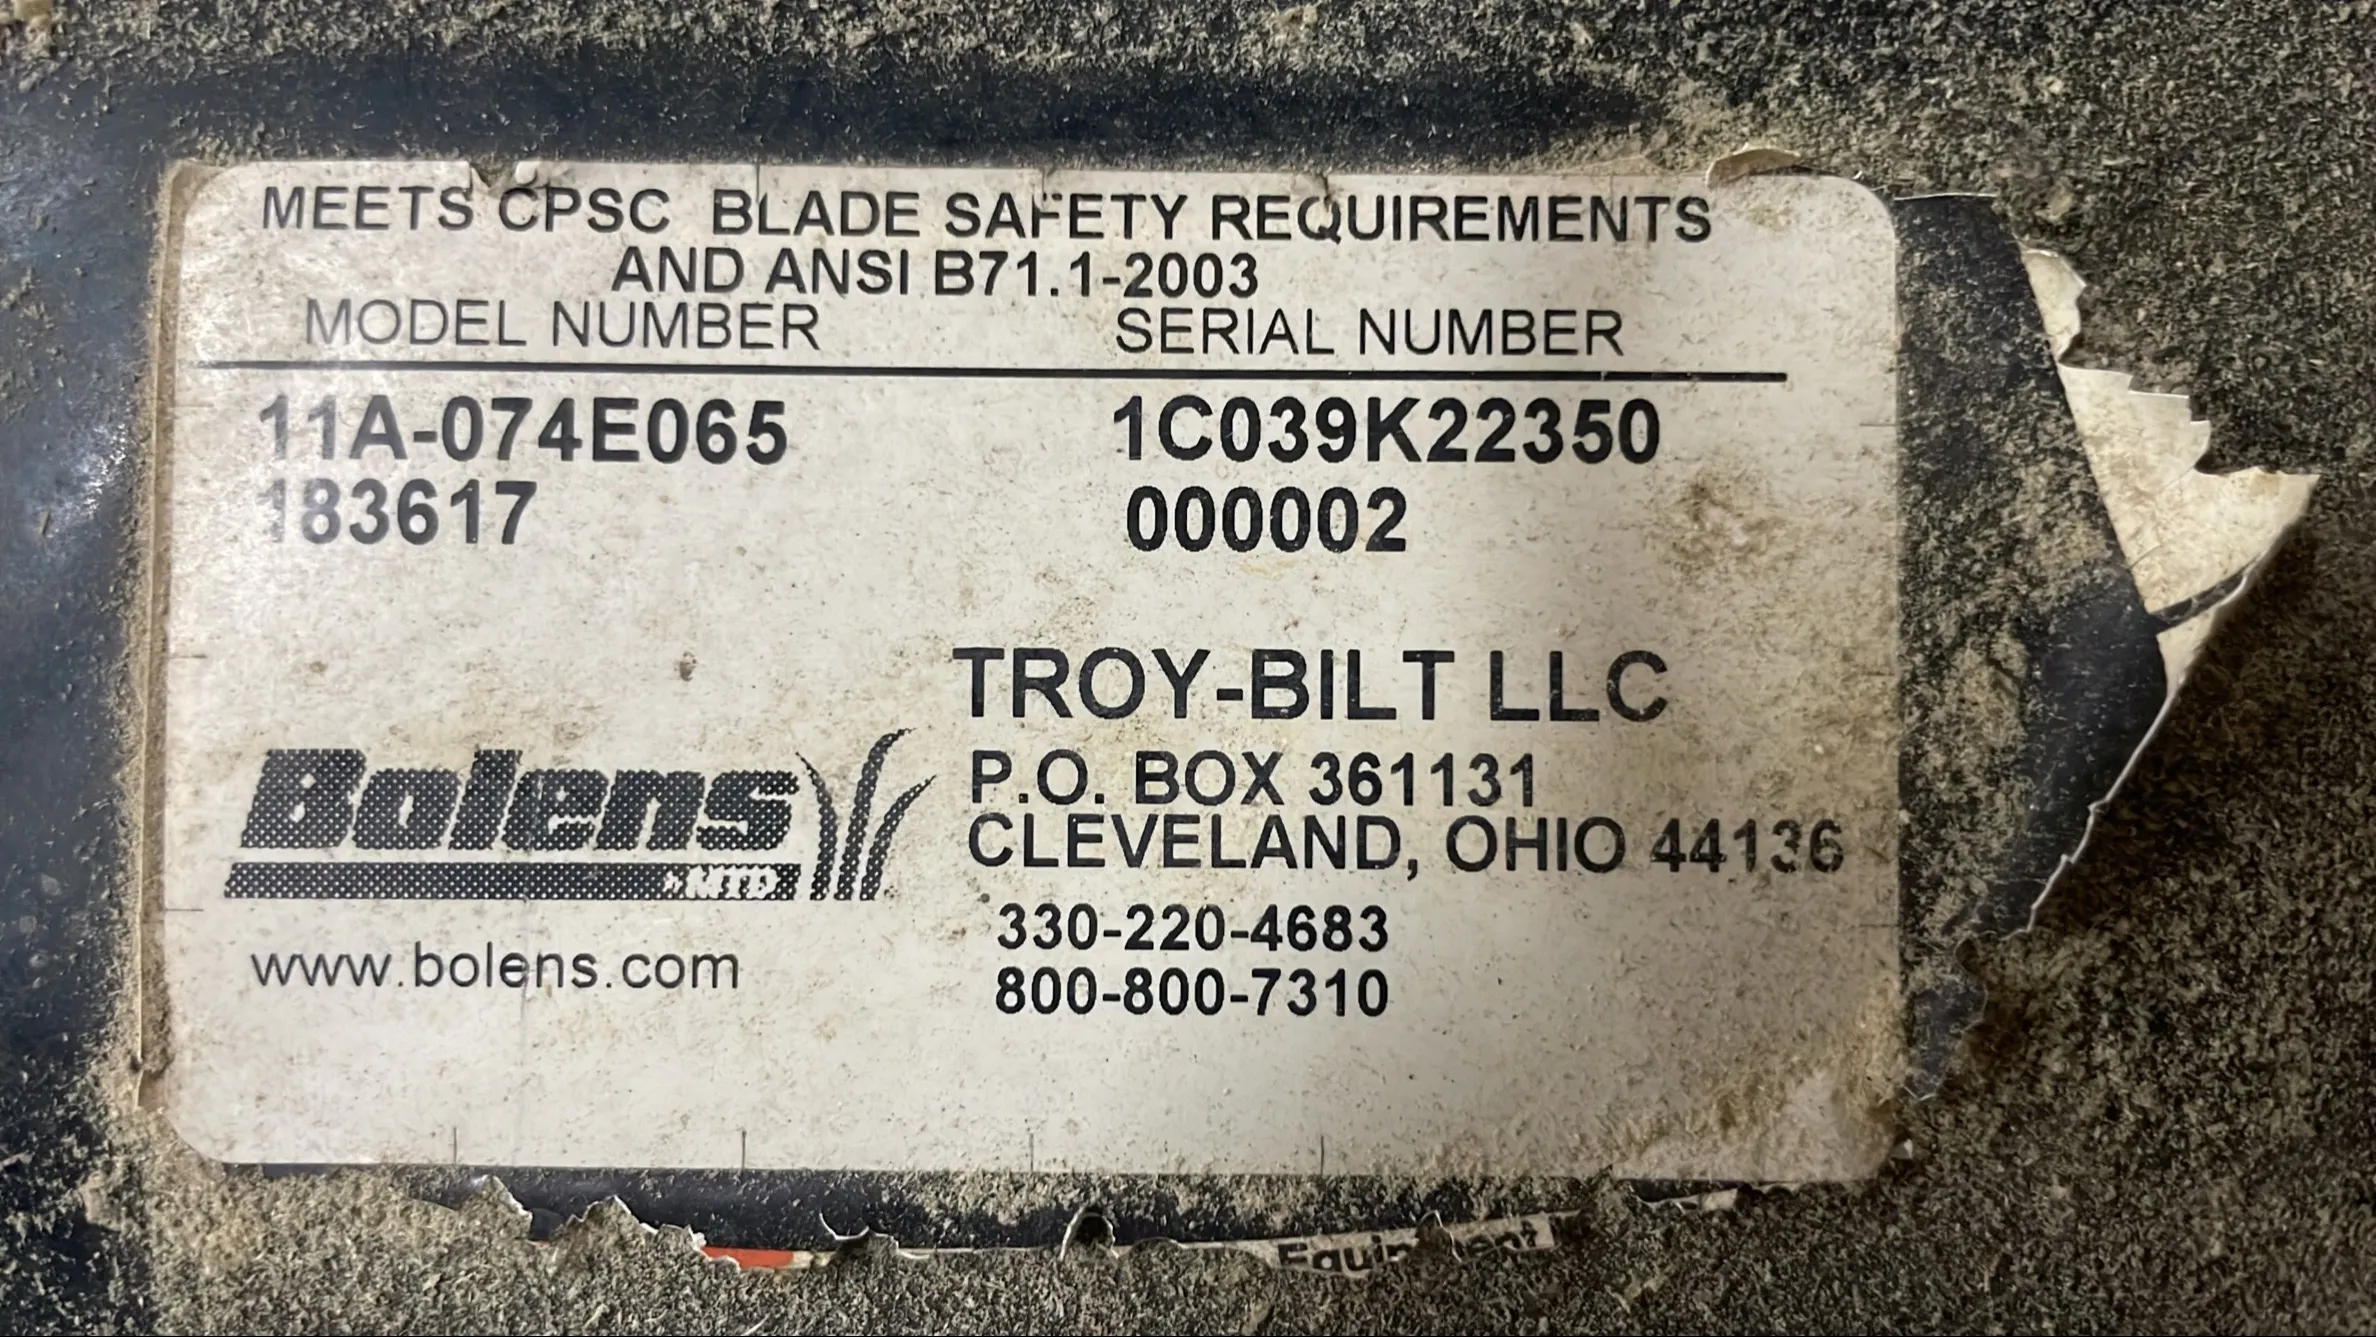 MEETS CPSC BLADE SAFETY REQUIREMENTS
AND ANSI B71.1-2003
MODEL NUMBER SERIAL NUMBER
11A-074E065 1C039K22350
183617 000002
TROY-BILT LLC
Bolens
by MTD
P.O. BOX 361131
CLEVELAND, OHIO 44136
330-220-4683
www.bolens.com
800-800-7310
Equipment